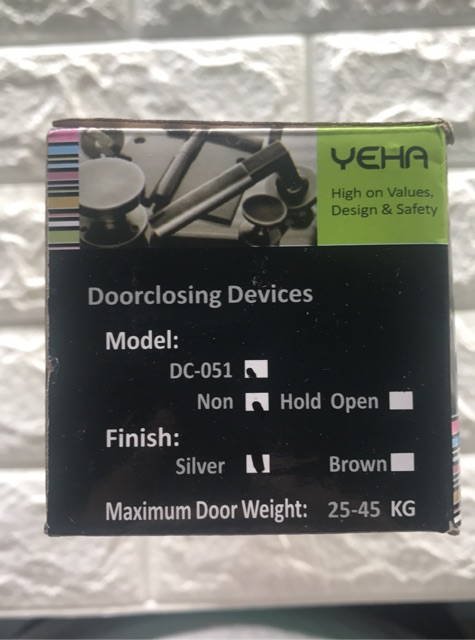 YEHA
High on Values,
Design & Safety
Doorclosing Devices
Model:
DC-051
Non Hold Open
Finish:
Silver Brown
Maximum Door Weight: 25-45 KG